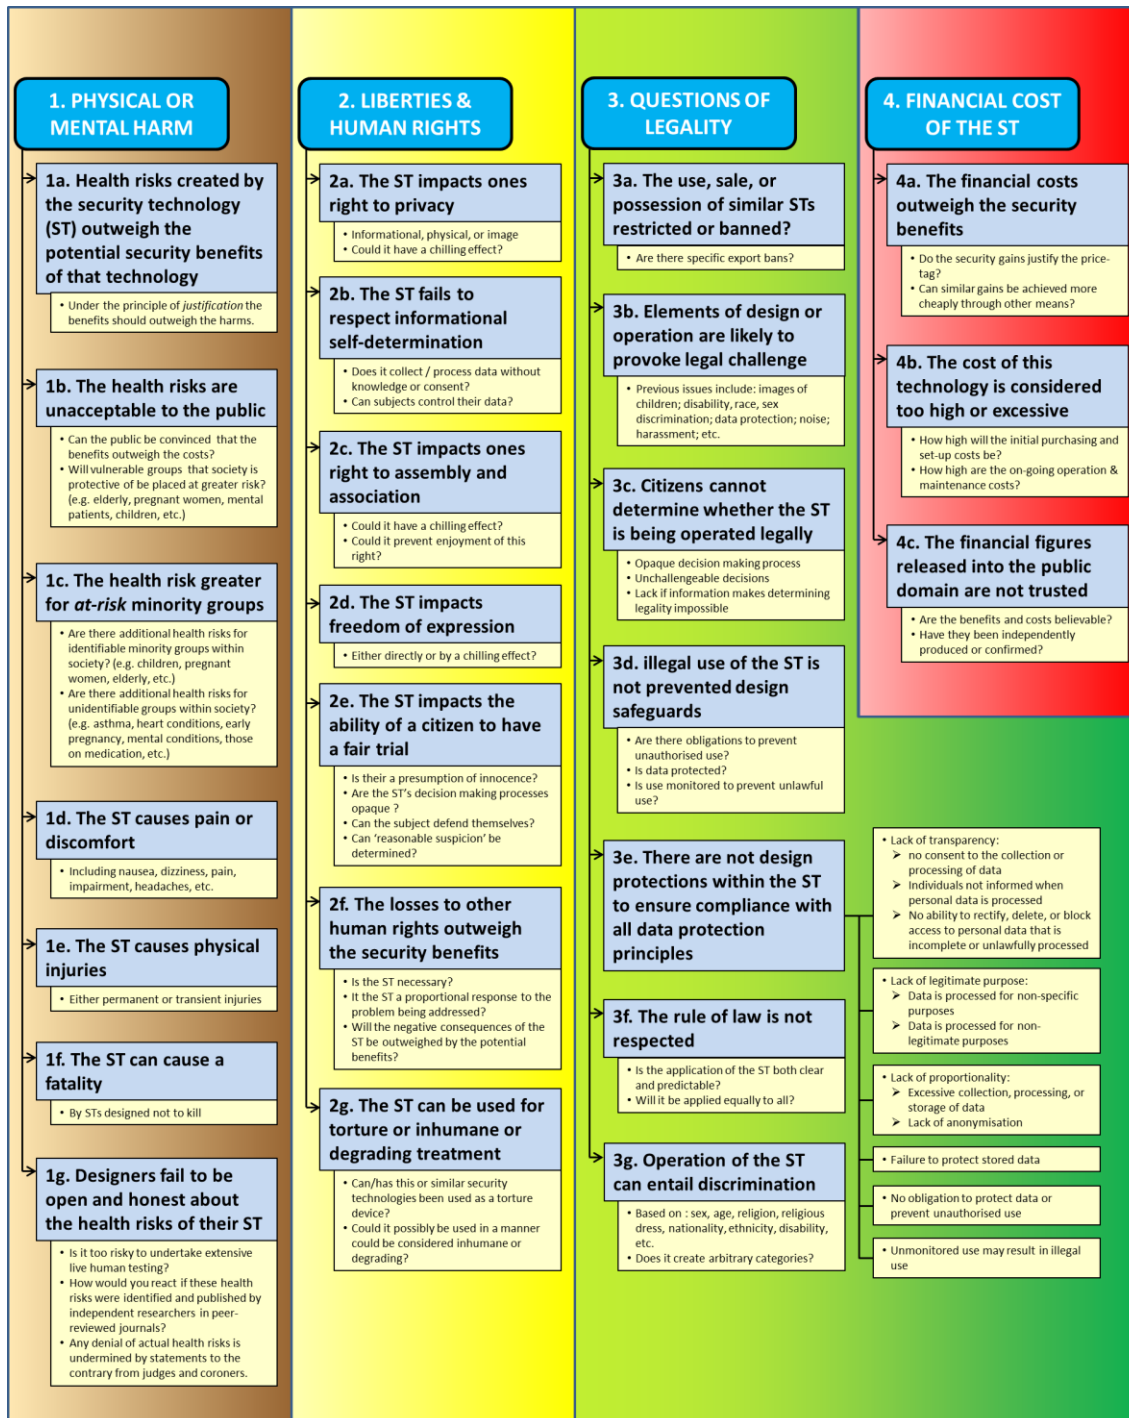 1. PHYSICAL OR
MENTAL HARM
1a. Health risks created by
the security technology
(ST) outweigh the
potential security benefits
of that technology
• Under the principle of justification the
benefits should outweigh the harms.
1b. The health risks are
unacceptable to the public
• Can the public be convinced that the
benefits outweigh the costs?
• Will vulnerable groups that society is
protective of be placed at greater risk?
(e.g. elderly, pregnant women, mental
patients, children, etc.)
1c. The health risk greater
for at-risk minority groups
• Are there additional health risks for
identifiable minority groups within
society? (e.g. children, pregnant
women, elderly, etc.)
• Are there additional health risks for
unidentifiable groups within society?
(e.g. asthma, heart conditions, early
pregnancy, mental conditions, those
on medication, etc.)
1d. The ST causes pain or
discomfort
• Including nausea, dizziness, pain,
impairment, headaches, etc.
1e. The ST causes physical
injuries
• Either permanent or transient injuries
1f. The ST can cause a
fatality
• By STs designed not to kill
1g. Designers fail to be
open and honest about
the health risks of their ST
• Is it too risky to undertake extensive
live human testing?
• How would you react if these health
risks were identified and published by
independent researchers in peer-
reviewed journals?
• Any denial of actual health risks is
undermined by statements to the
contrary from judges and coroners.
2. LIBERTIES &
HUMAN RIGHTS
2a. The ST impacts ones
right to privacy
• Informational, physical, or image
• Could it have a chilling effect?
2b. The ST fails to
respect informational
self-determination
• Does it collect / process data without
knowledge or consent?
• Can subjects control their data?
2c. The ST impacts ones
right to assembly and
association
• Could it have a chilling effect?
• Could it prevent enjoyment of this
right?
2d. The ST impacts
freedom of expression
• Either directly or by a chilling effect?
2e. The ST impacts the
ability of a citizen to have
a fair trial
• Is their a presumption of innocence?
• Are the ST's decision making processes
opaque ?
• Can the subject defend themselves?
• Can 'reasonable suspicion' be
determined?
2f. The losses to other
human rights outweigh
the security benefits
• Is the ST necessary?
• It the ST a proportional response to the
problem being addressed?
• Will the negative consequences of the
ST be outweighed by the potential
benefits?
2g. The ST can be used for
torture or inhumane or
degrading treatment
• Can/has this or similar security
technologies been used as a torture
device?
• Could it possibly be used in a manner
could be considered inhumane or
degrading?
3. QUESTIONS OF
LEGALITY
3a. The use, sale, or
possession of similar STs
restricted or banned?
• Are there specific export bans?
3b. Elements of design or
operation are likely to
provoke legal challenge
• Previous issues include: images of
children; disability, race, sex
discrimination; data protection; noise;
harassment; etc.
3c. Citizens cannot
determine whether the ST
is being operated legally
• Opaque decision making process
• Unchallengeable decisions
• Lack if information makes determining
legality impossible
3d. illegal use of the ST is
not prevented design
safeguards
• Are there obligations to prevent
unauthorised use?
• Is data protected?
• Is use monitored to prevent unlawful
use?
3e. There are not design
protections within the ST
to ensure compliance with
all data protection
principles
3f. The rule of law is not
respected
• Is the application of the ST both clear
and predictable?
• Will it be applied equally to all?
3g. Operation of the ST
can entail discrimination
• Based on : sex, age, religion, religious
dress, nationality, ethnicity, disability,
etc.
• Does it create arbitrary categories?
4. FINANCIAL COST
OF THE ST
4a. The financial costs
outweigh the security
benefits
• Do the security gains justify the price-
tag?
• Can similar gains be achieved more
cheaply through other means?
4b. The cost of this
technology is considered
too high or excessive
• How high will the initial purchasing and
set-up costs be?
• How high are the on-going operation &
maintenance costs?
4c. The financial figures
released into the public
domain are not trusted
• Are the benefits and costs believable?
• Have they been independently
produced or confirmed?
• Lack of transparency:
➢ no consent to the collection or
processing of data
➢ Individuals not informed when
personal data is processed
➢ No ability to rectify, delete, or block
access to personal data that is
incomplete or unlawfully processed
• Lack of legitimate purpose:
➢ Data is processed for non-specific
purposes
➢ Data is processed for non-
legitimate purposes
• Lack of proportionality:
➢ Excessive collection, processing, or
storage of data
➢ Lack of anonymisation
• Failure to protect stored data
• No obligation to protect data or
prevent unauthorised use
• Unmonitored use may result in illegal
use